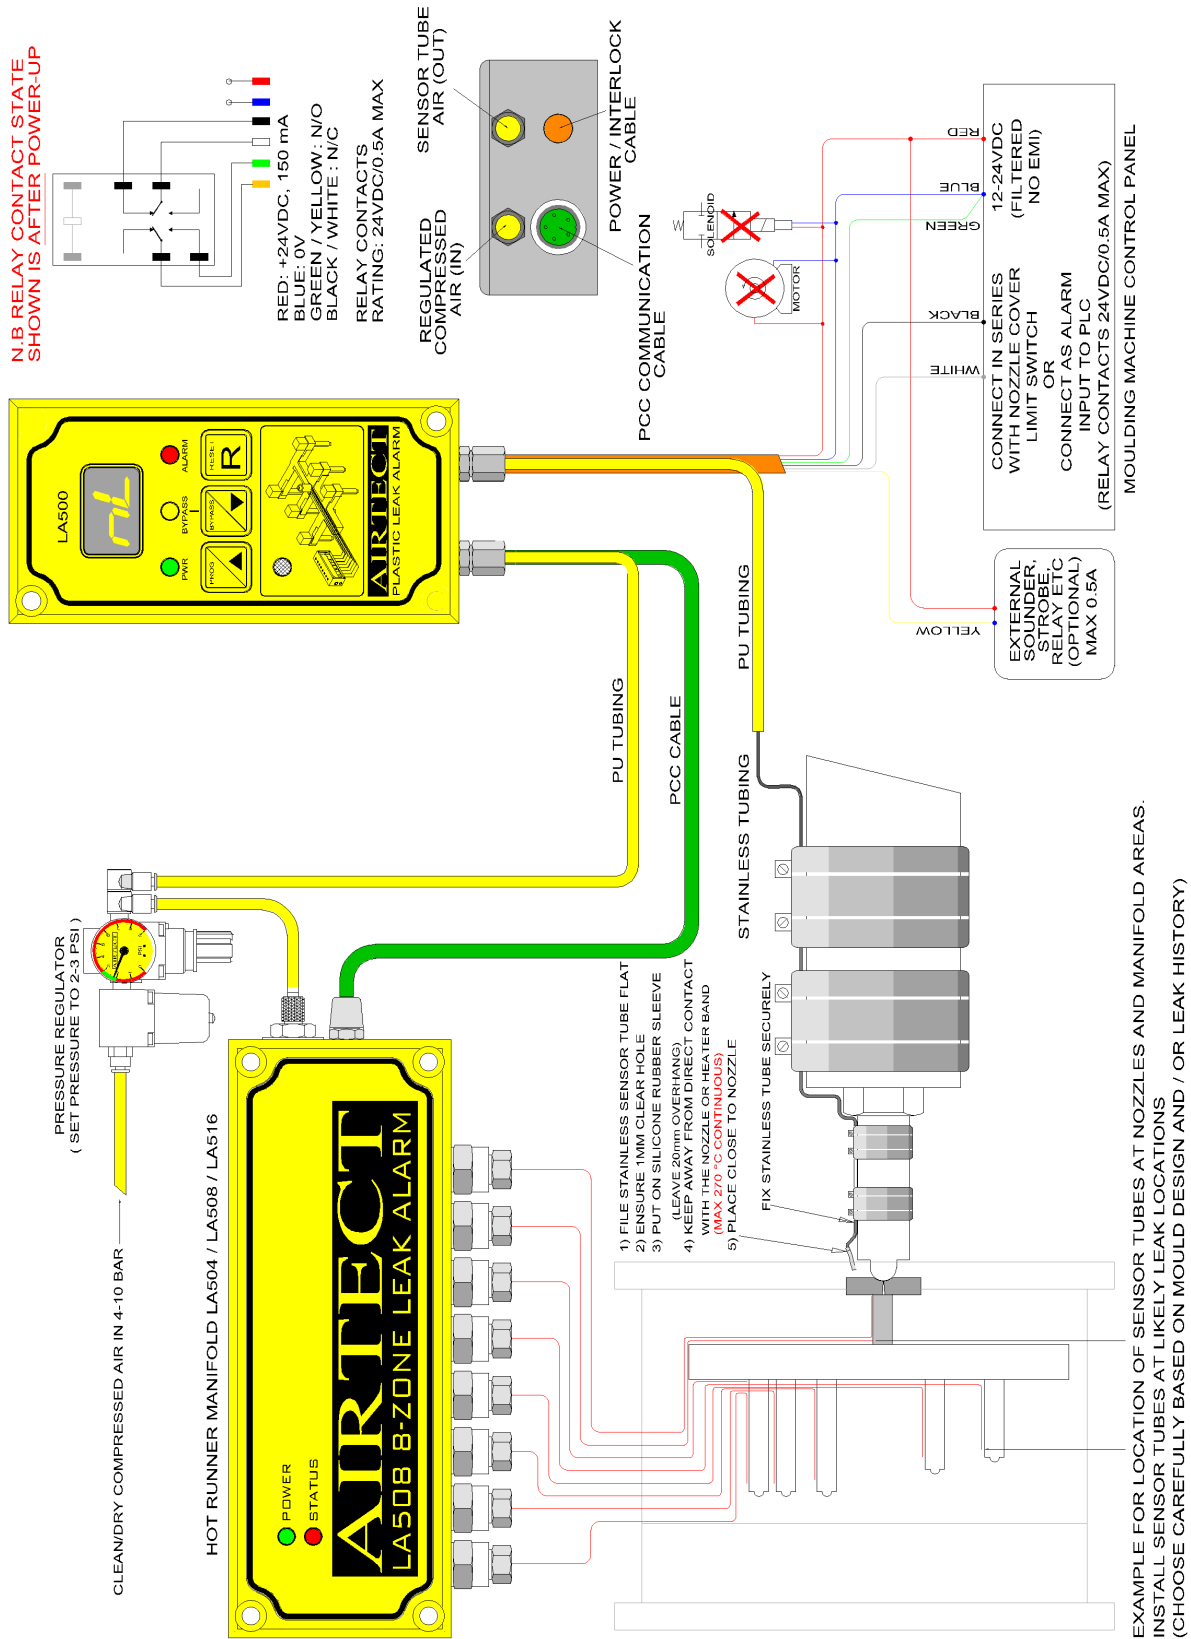 N.B RELAY CONTACT STATE
SHOWN IS AFTER POWER-UP
RED: +24VDC, 150 mA
BLUE: 0V
GREEN / YELLOW: N/O
BLACK / WHITE : N/C
RELAY CONTACTS
RATING: 24VDC/0.5A MAX
SENSOR TUBE
AIR (OUT)
REGULATED
COMPRESSED
AIR (IN)
POWER / INTERLOCK
CABLE
PCC COMMUNICATION
CABLE
LA500
nL
PWR
BYPASS
ALARM
PROG
BYPASS
RESET
R
AIRTECT
PLASTIC LEAK ALARM
SOLENOID
MOTOR
RED
BLUE
GREEN
BLACK
WHITE
YELLOW
12-24VDC
(FILTERED
NO EMI)
CONNECT IN SERIES
WITH NOZZLE COVER
LIMIT SWITCH
OR
CONNECT AS ALARM
INPUT TO PLC
(RELAY CONTACTS 24VDC/0.5A MAX)
MOULDING MACHINE CONTROL PANEL
EXTERNAL
SOUNDER,
STROBE,
RELAY ETC
(OPTIONAL)
MAX 0.5A
PU TUBING
PCC CABLE
PU TUBING
STAINLESS TUBING
PRESSURE REGULATOR
( SET PRESSURE TO 2-3 PSI )
PSI
CLEAN/DRY COMPRESSED AIR IN 4-10 BAR
HOT RUNNER MANIFOLD LA504 / LA508 / LA516
POWER
STATUS
AIRTECT
LA508 8-ZONE LEAK ALARM
1) FILE STAINLESS SENSOR TUBE FLAT
2) ENSURE 1MM CLEAR HOLE
3) PUT ON SILICONE RUBBER SLEEVE
(LEAVE 20mm OVERHANG)
4) KEEP AWAY FROM DIRECT CONTACT
WITH THE NOZZLE OR HEATER BAND
(MAX 270 °C CONTINUOUS)
5) PLACE CLOSE TO NOZZLE
FIX STAINLESS TUBE SECURELY
EXAMPLE FOR LOCATION OF SENSOR TUBES AT NOZZLES AND MANIFOLD AREAS.
INSTALL SENSOR TUBES AT LIKELY LEAK LOCATIONS
(CHOOSE CAREFULLY BASED ON MOULD DESIGN AND / OR LEAK HISTORY)